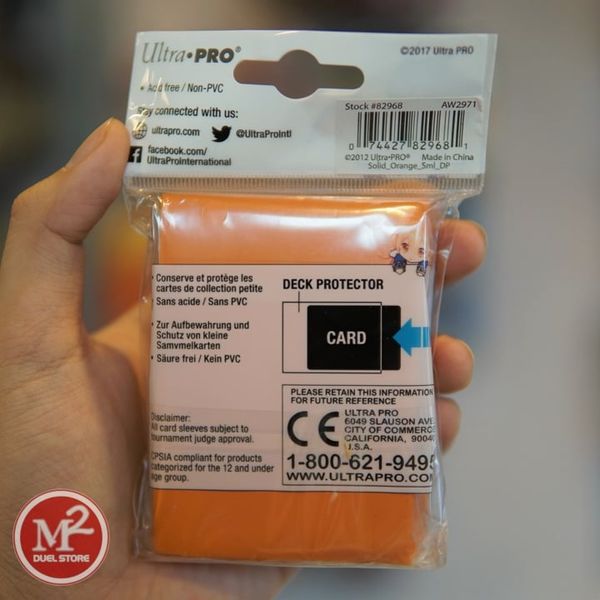 Ultra•PRO®
©2017 Ultra PRO
• Acid free / Non-PVC
Stay connected with us:
ultrapro.com
@UltraProIntl
facebook.com/
UltraProInternational
Stock #82968
AW2971
0 74427 82968 1
©2012 Ultra•PRO® Made in China
Solid_Orange_Sml_DP
• Conserve et protège les
cartes de collection petite
• Sans acide / Sans PVC
• Zur Aufbewahrung und
Schutz von kleine
Samvmelkarten
• Säure frei / Kein PVC
DECK PROTECTOR
CARD
Disclaimer:
All card sleeves subject to
tournament judge approval.
CPSIA compliant for products
categorized for the 12 and under
age group.
PLEASE RETAIN THIS INFORMATION
FOR FUTURE REFERENCE
CE
ULTRA PRO
6049 SLAUSON AVE
CITY OF COMMERCE
CALIFORNIA, 90040
U.S.A.
1-800-621-9495
WWW.ULTRAPRO.COM
M2
DUEL STORE